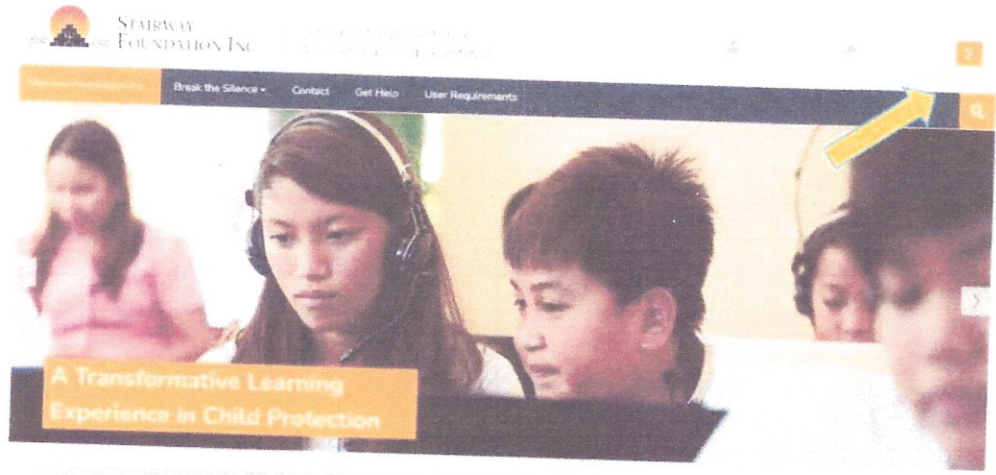 STAIRWAY
FOUNDATION INC
Break the Silence
Contact
Get Help
User Requirements
A Transformative Learning
Experience in Child Protection